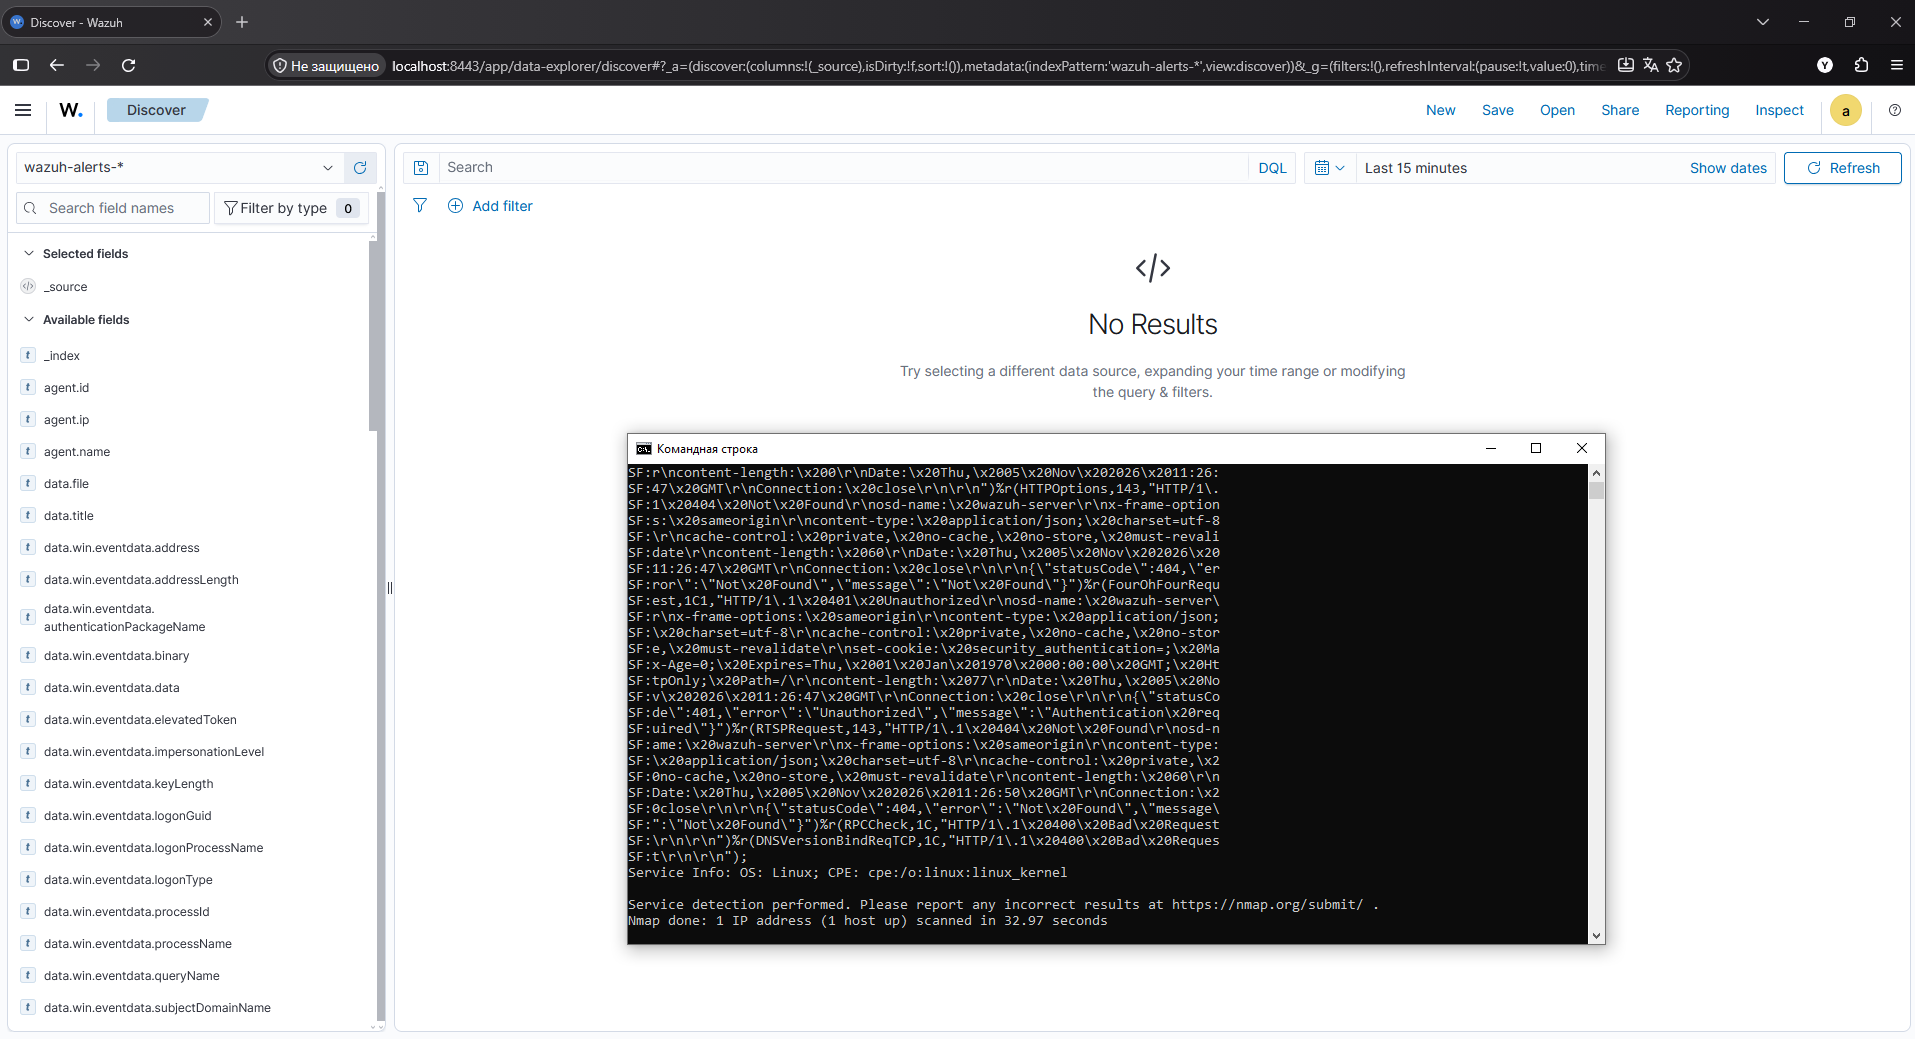 Discover - Wazuh
Не защищено
localhost:8443/app/data-explorer/discover#?_a=(discover:(columns:!(_source),isDirty:!f,sort:!()),metadata:(indexPattern:'wazuh-alerts-*',view:discover))&_g=(filters:!(),refreshInterval:(pause:!t,value:0),time
Y
W.
Discover
New
Save
Open
Share
Reporting
Inspect
a
wazuh-alerts-*
Search
DQL
Last 15 minutes
Show dates
Refresh
Search field names
Filter by type 0
Add filter
Selected fields
_source
Available fields
t _index
t agent.id
t agent.ip
t agent.name
t data.file
t data.title
t data.win.eventdata.address
t data.win.eventdata.addressLength
t data.win.eventdata.
authenticationPackageName
t data.win.eventdata.binary
t data.win.eventdata.data
t data.win.eventdata.elevatedToken
t data.win.eventdata.impersonationLevel
t data.win.eventdata.keyLength
t data.win.eventdata.logonGuid
t data.win.eventdata.logonProcessName
t data.win.eventdata.logonType
t data.win.eventdata.processId
t data.win.eventdata.processName
t data.win.eventdata.queryName
t data.win.eventdata.subjectDomainName
No Results
Try selecting a different data source, expanding your time range or modifying
the query & filters.
Командная строка
SF:r\ncontent-length:\x200\r\nDate:\x20Thu,\x2005\x20Nov\x202026\x2011:26:
SF:47\x20GMT\r\nConnection:\x20close\r\n\r\n")%r(HTTPOptions,143,"HTTP/1\.
SF:1\x20404\x20Not\x20Found\r\nosd-name:\x20wazuh-server\r\nx-frame-option
SF:s:\x20sameorigin\r\ncontent-type:\x20application/json;\x20charset=utf-8
SF:\r\ncache-control:\x20private,\x20no-cache,\x20no-store,\x20must-revali
SF:date\r\ncontent-length:\x2060\r\nDate:\x20Thu,\x2005\x20Nov\x202026\x20
SF:11:26:47\x20GMT\r\nConnection:\x20close\r\n\r\n{\"statusCode\":404,\"er
SF:ror\":\"Not\x20Found\",\"message\":\"Not\x20Found\"}")%r(FourOhFourRequ
SF:est,1C1,"HTTP/1\.1\x20401\x20Unauthorized\r\nosd-name:\x20wazuh-server\
SF:r\nx-frame-options:\x20sameorigin\r\ncontent-type:\x20application/json;
SF:\x20charset=utf-8\r\ncache-control:\x20private,\x20no-cache,\x20no-stor
SF:e,\x20must-revalidate\r\nset-cookie:\x20security_authentication=;\x20Ma
SF:x-Age=0;\x20Expires=Thu,\x2001\x20Jan\x201970\x2000:00:00\x20GMT;\x20Ht
SF:tpOnly;\x20Path=/\r\ncontent-length:\x2077\r\nDate:\x20Thu,\x2005\x20No
SF:v\x202026\x2011:26:47\x20GMT\r\nConnection:\x20close\r\n\r\n{\"statusCo
SF:de\":401,\"error\":\"Unauthorized\",\"message\":\"Authentication\x20req
SF:uired\"}")%r(RTSPRequest,143,"HTTP/1\.1\x20404\x20Not\x20Found\r\nosd-n
SF:ame:\x20wazuh-server\r\nx-frame-options:\x20sameorigin\r\ncontent-type:
SF:\x20application/json;\x20charset=utf-8\r\ncache-control:\x20private,\x2
SF:0no-cache,\x20no-store,\x20must-revalidate\r\ncontent-length:\x2060\r\n
SF:Date:\x20Thu,\x2005\x20Nov\x202026\x2011:26:50\x20GMT\r\nConnection:\x2
SF:0close\r\n\r\n{\"statusCode\":404,\"error\":\"Not\x20Found\",\"message\
SF:":\"Not\x20Found\"}")%r(RPCCheck,1C,"HTTP/1\.1\x20400\x20Bad\x20Request
SF:\r\n\r\n")%r(DNSVersionBindReqTCP,1C,"HTTP/1\.1\x20400\x20Bad\x20Reques
SF:t\r\n\r\n");
Service Info: OS: Linux; CPE: cpe:/o:linux:linux_kernel
Service detection performed. Please report any incorrect results at https://nmap.org/submit/ .
Nmap done: 1 IP address (1 host up) scanned in 32.97 seconds